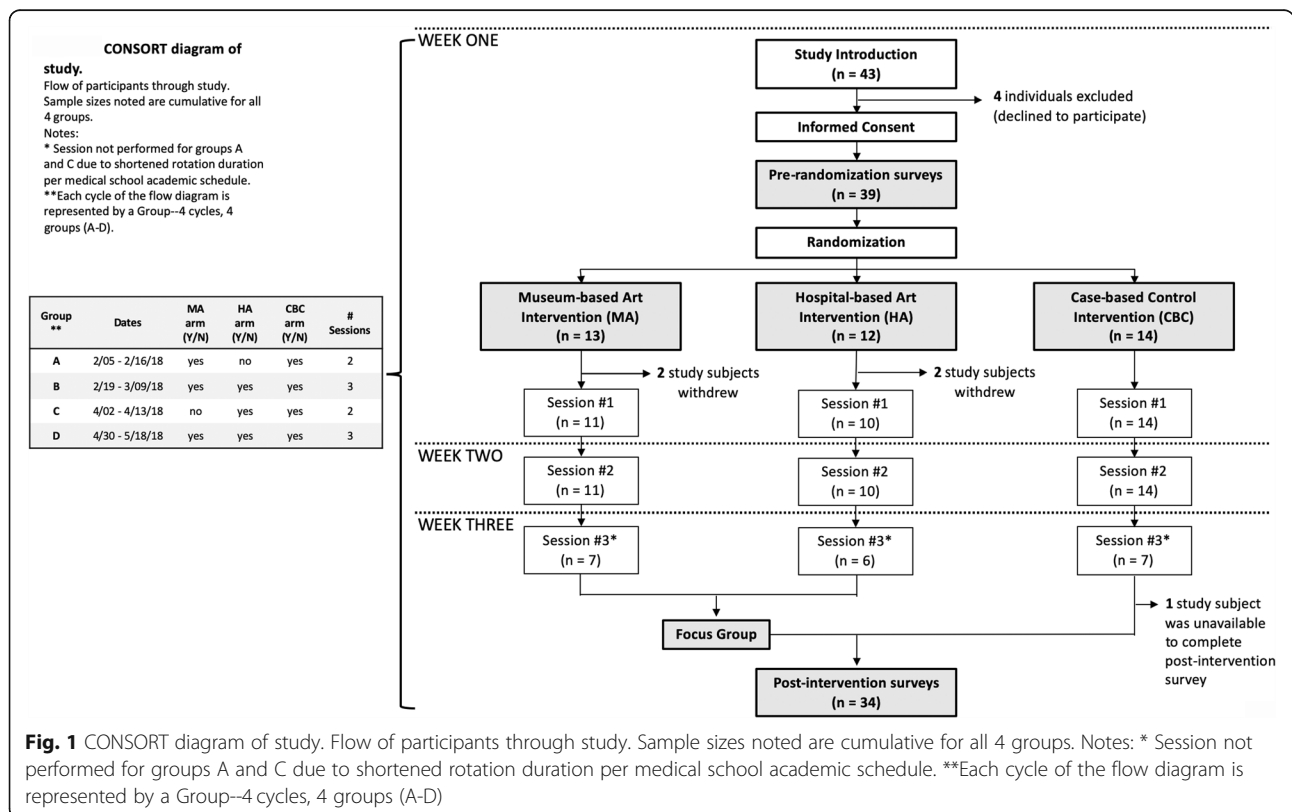 CONSORT diagram of
study.
Flow of participants through study.
Sample sizes noted are cumulative for all
4 groups.
Notes:
* Session not performed for groups A
and C due to shortened rotation duration
per medical school academic schedule.
**Each cycle of the flow diagram is
represented by a Group--4 cycles, 4
groups (A-D).
Group
**
Dates
MA
arm
(Y/N)
HA
arm
(Y/N)
CBC
arm
(Y/N)
#
Sessions
A 2/05 - 2/16/18 yes no yes 2
B 2/19 - 3/09/18 yes yes yes 3
C 4/02 - 4/13/18 no yes yes 2
D 4/30 - 5/18/18 yes yes yes 3
WEEK ONE
Study Introduction
(n = 43)
4 individuals excluded
(declined to participate)
Informed Consent
Pre-randomization surveys
(n = 39)
Randomization
Museum-based Art
Intervention (MA)
(n = 13)
Hospital-based Art
Intervention (HA)
(n = 12)
Case-based Control
Intervention (CBC)
(n = 14)
2 study subjects
withdrew
2 study subjects
withdrew
Session #1
(n = 11)
Session #1
(n = 10)
Session #1
(n = 14)
WEEK TWO
Session #2
(n = 11)
Session #2
(n = 10)
Session #2
(n = 14)
WEEK THREE
Session #3*
(n = 7)
Session #3*
(n = 6)
Session #3*
(n = 7)
1 study subject
was unavailable
to complete
post-intervention
survey
Focus Group
Post-intervention surveys
(n = 34)
Fig. 1 CONSORT diagram of study. Flow of participants through study. Sample sizes noted are cumulative for all 4 groups. Notes: * Session not
performed for groups A and C due to shortened rotation duration per medical school academic schedule. **Each cycle of the flow diagram is
represented by a Group--4 cycles, 4 groups (A-D)